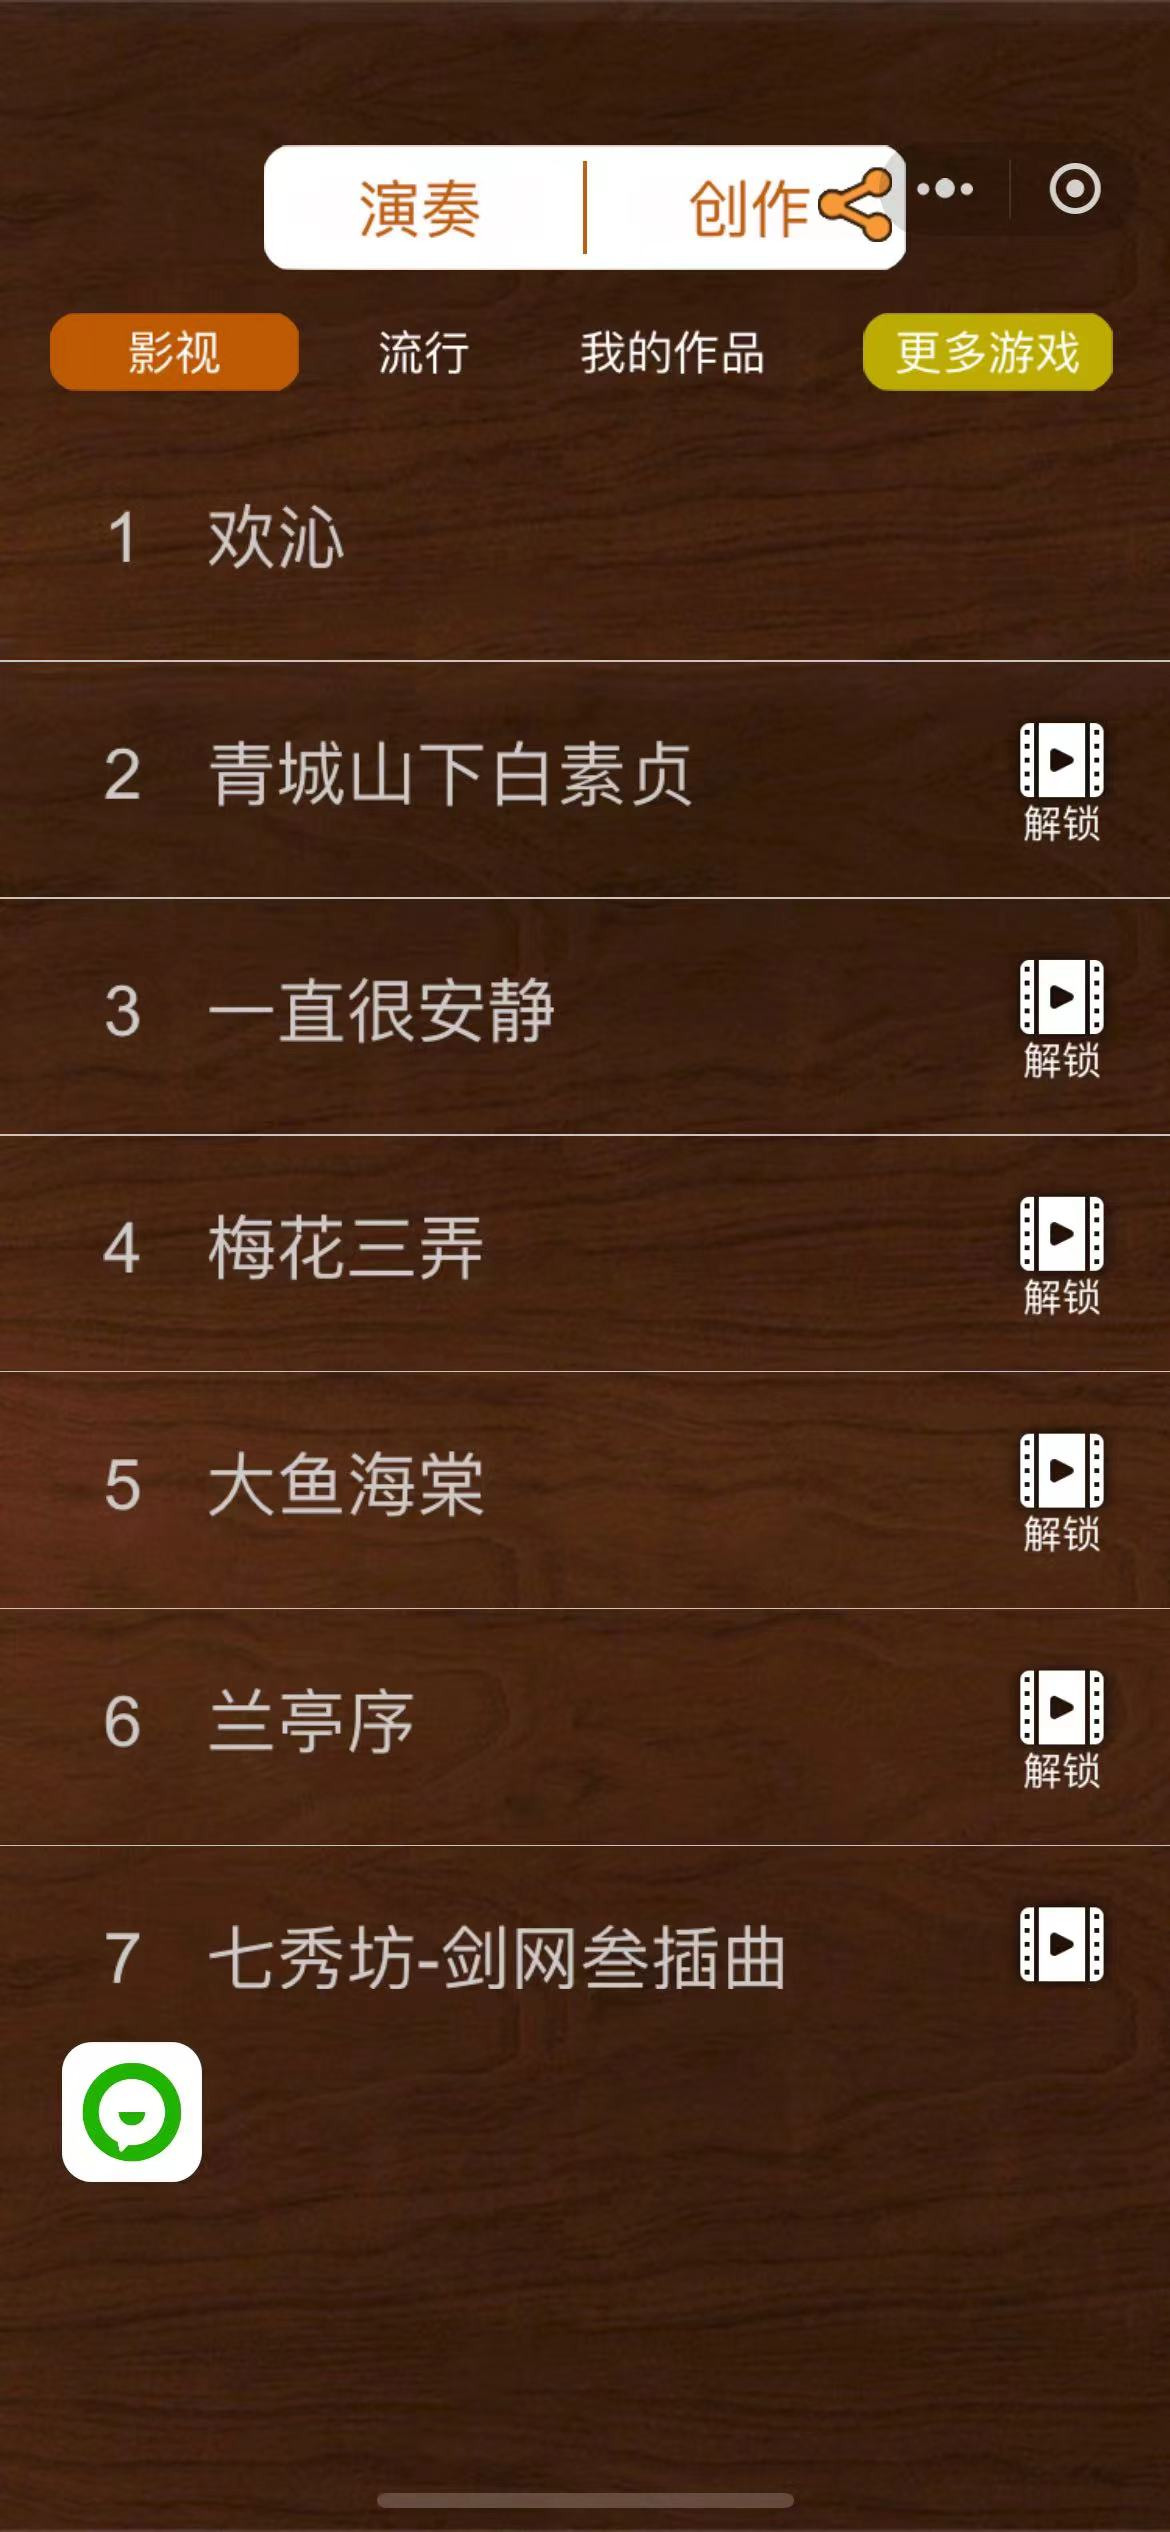 演奏 创作
影视 流行 我的作品 更多游戏
1 欢沁
2 青城山下白素贞
解锁
3 一直很安静
解锁
4 梅花三弄
解锁
5 大鱼海棠
解锁
6 兰亭序
解锁
7 七秀坊-剑网叁插曲